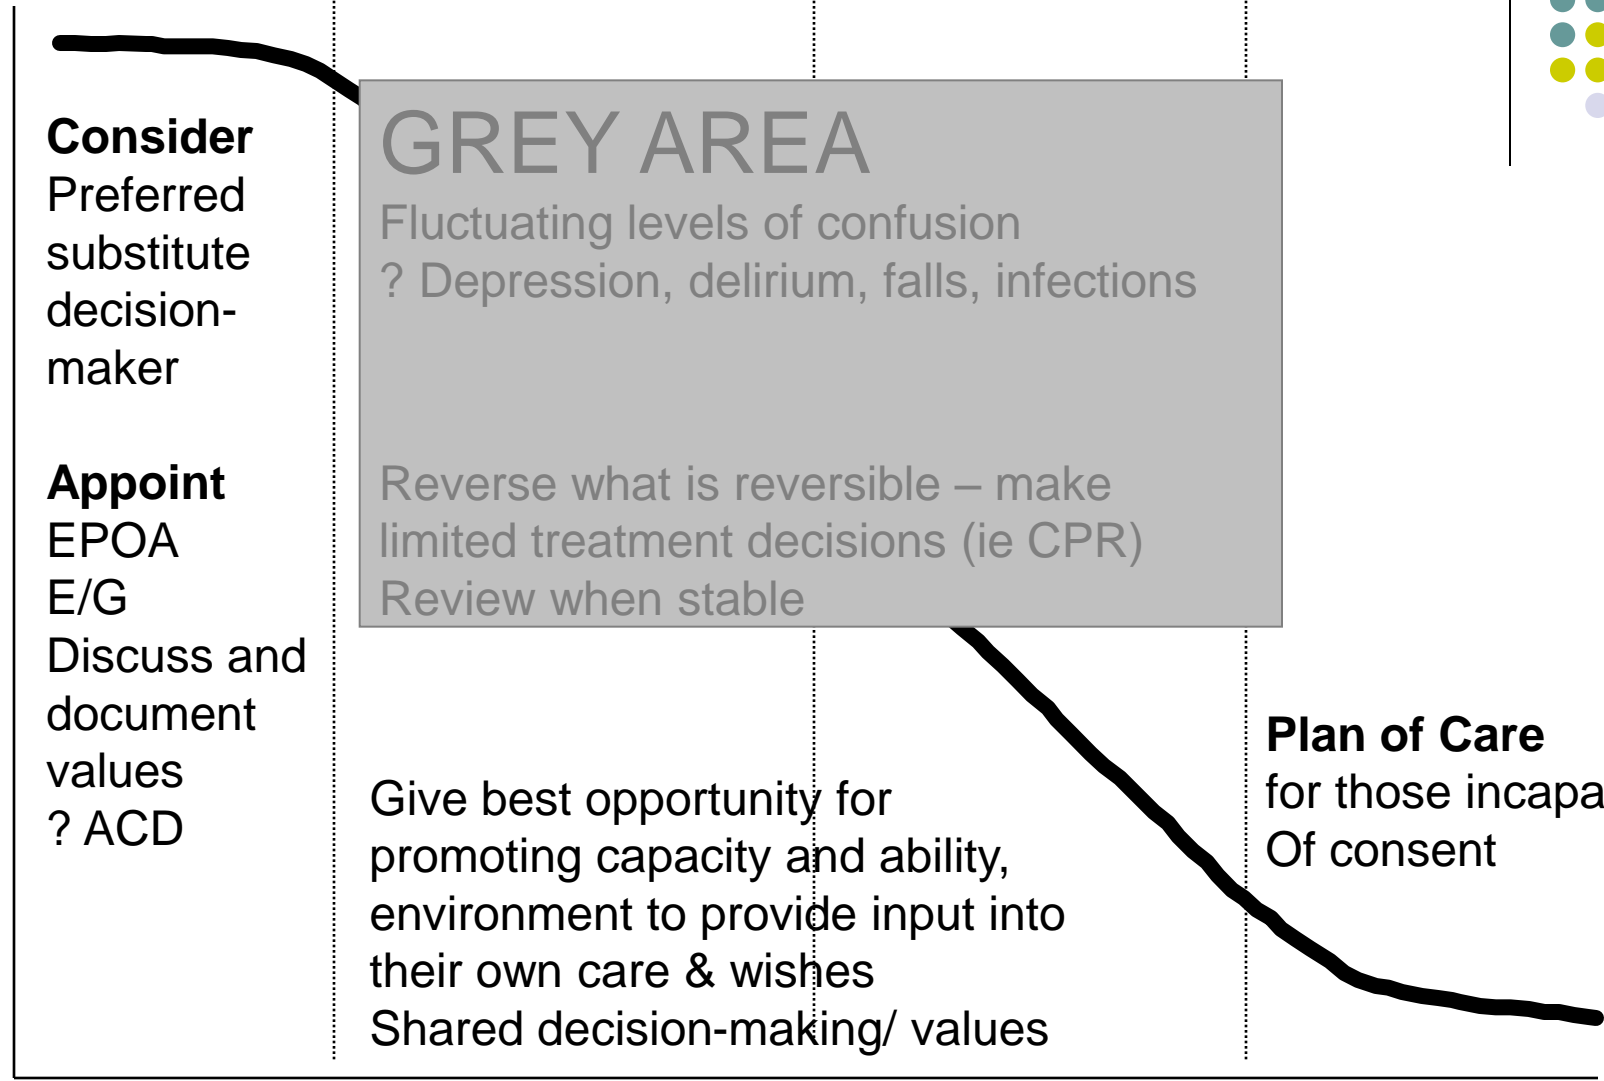 Consider
Preferred
substitute
decision-
maker
Appoint
EPOA
E/G
Discuss and
document
values
? ACD
GREY AREA
Fluctuating levels of confusion
? Depression, delirium, falls, infections
Reverse what is reversible – make
limited treatment decisions (ie CPR)
Review when stable
Give best opportunity for
promoting capacity and ability,
environment to provide input into
their own care & wishes
Shared decision-making/ values
Plan of Care
for those incapa
Of consent